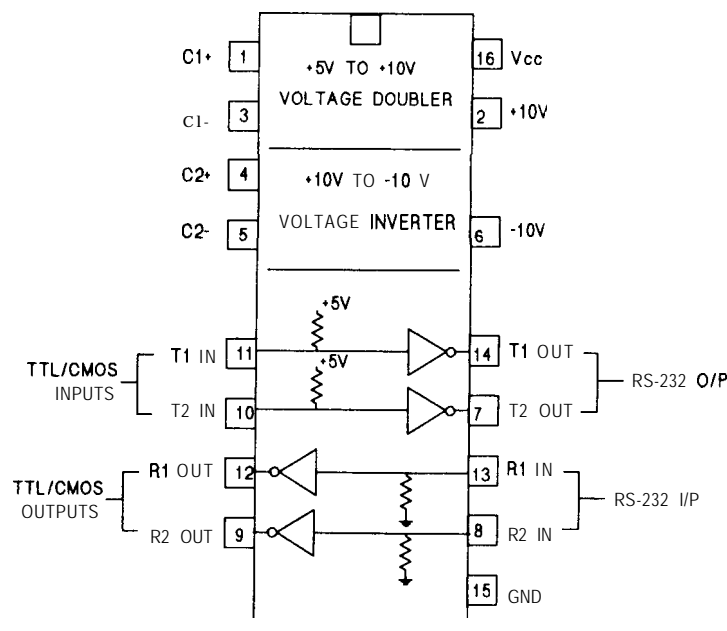 C1+ 1 +5V TO +10V 16 Vcc
C1- 3 VOLTAGE DOUBLER 2 +10V
C2+ 4 +10V TO -10 V
C2- 5 VOLTAGE INVERTER 6 -10V
+5V
T1 IN 11 14 T1 OUT
TTL/CMOS
INPUTS
+5V
RS-232 O/P
T2 IN 10 7 T2 OUT
R1 OUT 12 13 R1 IN
TTL/CMOS
OUTPUTS
RS-232 I/P
R2 OUT 9 8 R2 IN
15 GND